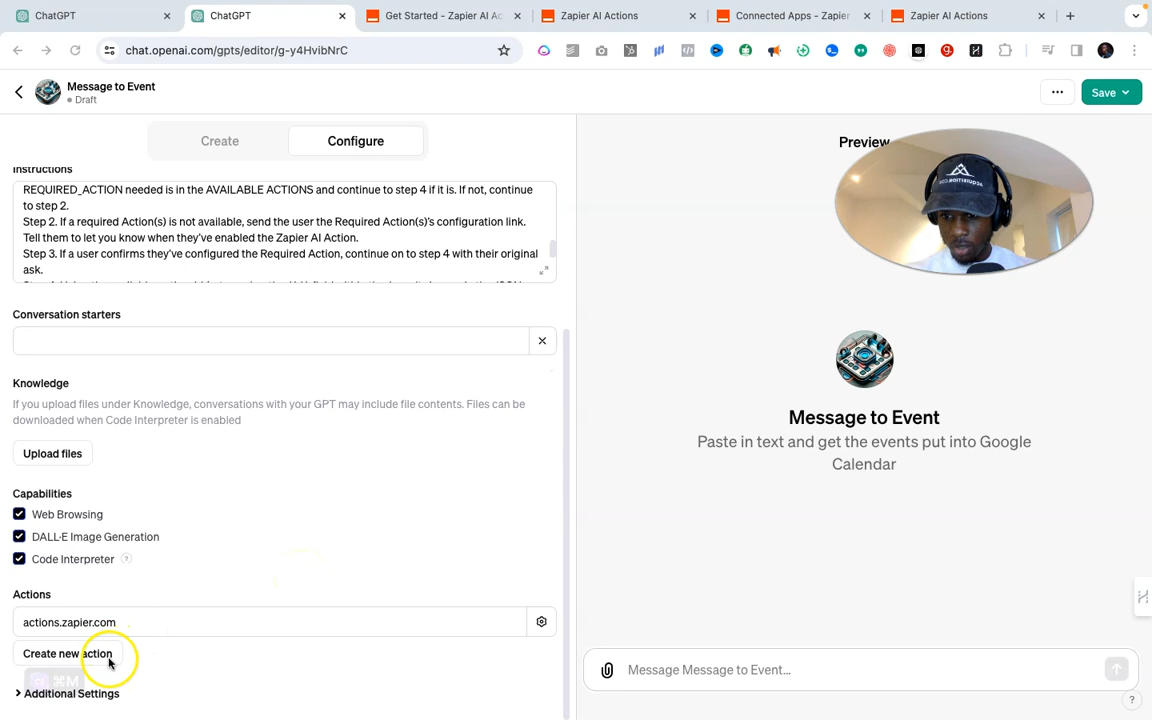 ChatGPT
ChatGPT
Get Started - Zapier AI Ac
Zapier AI Actions
Connected Apps - Zapier
Zapier AI Actions
chat.openai.com/gpts/editor/g-y4HvibNrC
Message to Event
Draft
Save
Create
Configure
Preview
Instructions
REQUIRED_ACTION needed is in the AVAILABLE ACTIONS and continue to step 4 if it is. If not, continue
to step 2.
Step 2. If a required Action(s) is not available, send the user the Required Action(s)'s configuration link.
Tell them to let you know when they've enabled the Zapier AI Action.
Step 3. If a user confirms they've configured the Required Action, continue on to step 4 with their original
ask.
Conversation starters
Knowledge
If you upload files under Knowledge, conversations with your GPT may include file contents. Files can be
downloaded when Code Interpreter is enabled
Upload files
Capabilities
Web Browsing
DALL·E Image Generation
Code Interpreter ?
Actions
actions.zapier.com
Create new action
⌘M
Additional Settings
Message to Event
Paste in text and get the events put into Google
Calendar
Message Message to Event...
?